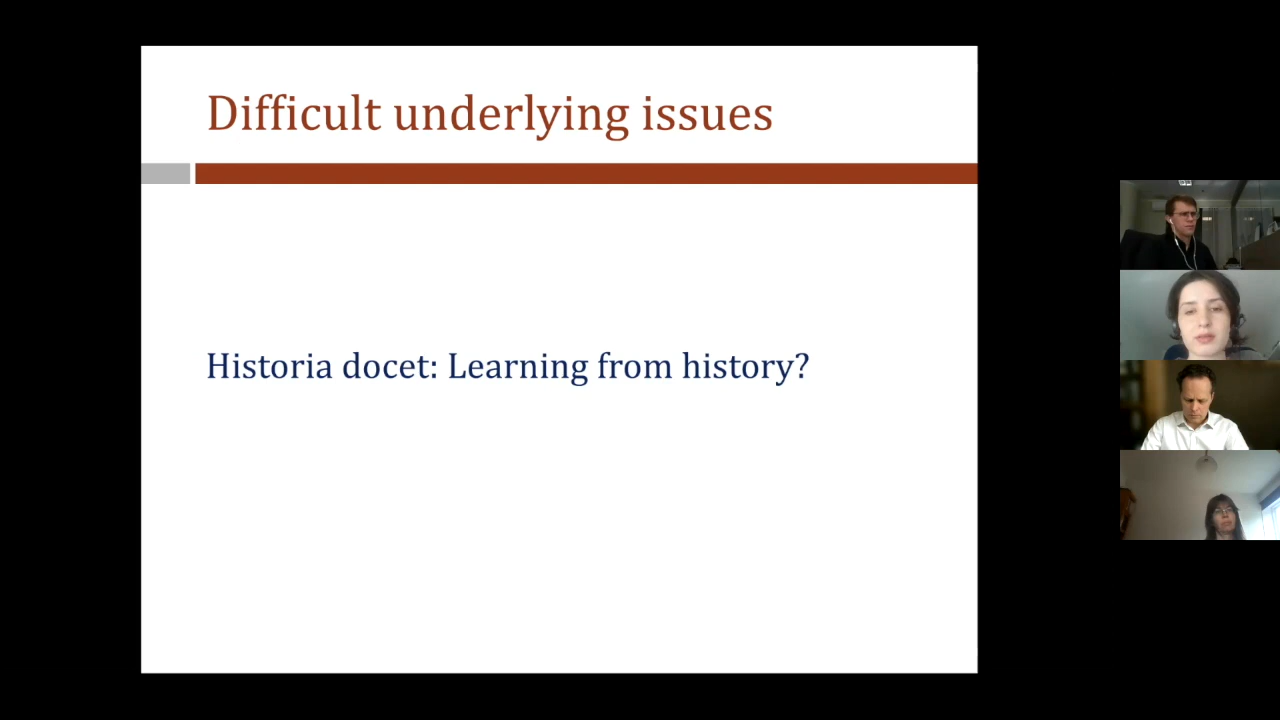 Difficult underlying issues
Historia docet: Learning from history?